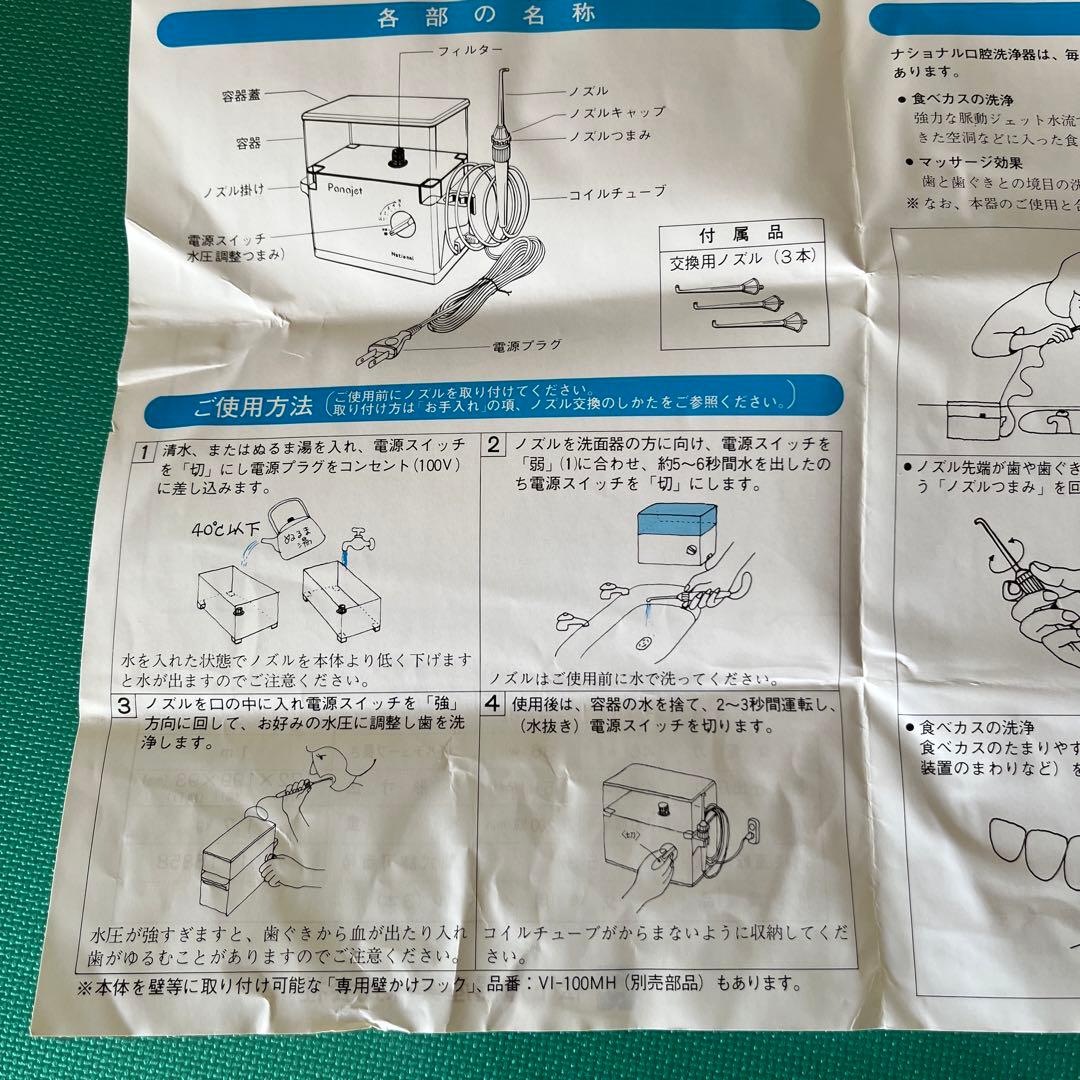 各部の名称
フィルター
容器蓋
容器
ノズル掛け
電源スイッチ
水圧調整つまみ)
Panajet
National
ノズル
ノズルキャップ
ノズルつまみ
コイルチューブ
電源プラグ
付属品
交換用ノズル(3本)
ご使用方法
(ご使用前にノズルを取り付けてください。
取り付け方は「お手入れ」の項、ノズル交換のしかたをご参照ください。)
1 清水、またはぬるま湯を入れ、電源スイッチ
を「切」にし電源プラグをコンセント(100V)
に差し込みます。
40℃以下
ぬるま
湯
水を入れた状態でノズルを本体より低く下げます
と水が出ますのでご注意ください。
2 ノズルを洗面器の方に向け、電源スイッチを
「弱」(1)に合わせ、約5〜6秒間水を出したの
ち電源スイッチを「切」にします。
ノズルはご使用前に水で洗ってください。
3 ノズルを口の中に入れ電源スイッチを「強」
方向に回して、お好みの水圧に調整し歯を洗
浄します。
水圧が強すぎますと、歯ぐきから血が出たり入れ
歯がゆるむことがありますのでご注意ください。
4 使用後は、容器の水を捨て、2〜3秒間運転し、
(水抜き)電源スイッチを切ります。
〈切〉
コイルチューブがからまないように収納してくだ
さい。
※本体を壁等に取り付け可能な「専用壁かけフック」、品番:VI-100MH(別売部品)もあります。
ナショナル口腔洗浄器は、毎
あります。
● 食べカスの洗浄
強力な脈動ジェット水流で
きた空洞などに入った食
● マッサージ効果
歯と歯ぐきとの境目の洗
※なお、本器のご使用と合
● ノズル先端が歯や歯ぐき
う「ノズルつまみ」を回
● 食べカスの洗浄
食べカスのたまりやす
装置のまわりなど)を